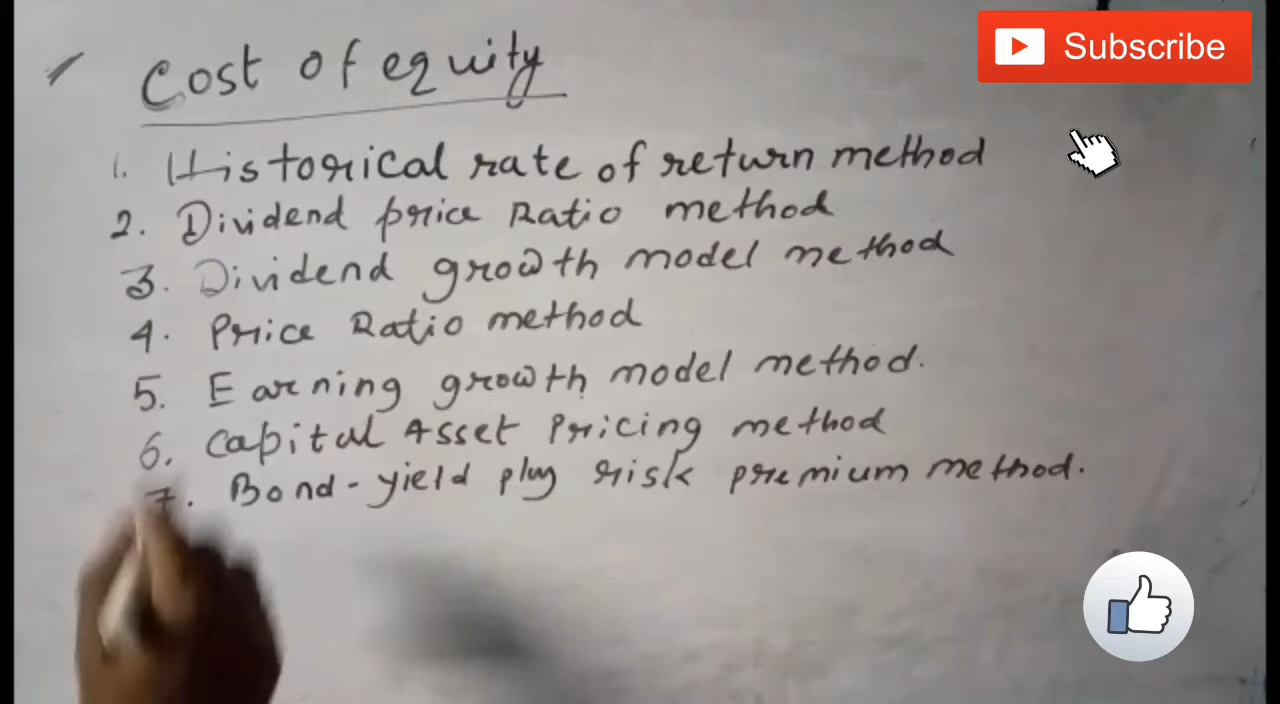 Cost of equity
Subscribe
1. Historical rate of return method
2. Dividend price Ratio method
3. Dividend growth model method
4. Price Ratio method
5. Earning growth model method.
6. Capital Asset Pricing method
7. Bond-yield plus risk premium method.